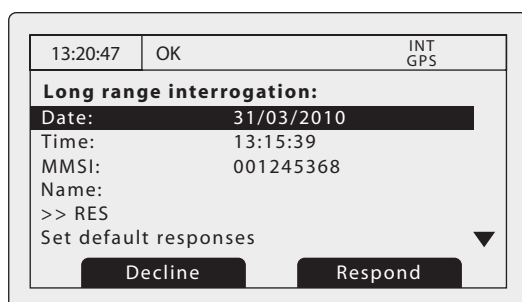 13:20:47 OK INT GPS
Long range interrogation:
Date: 31/03/2010
Time: 13:15:39
MMSI: 001245368
Name:
>> RES
Set default responses
Decline Respond